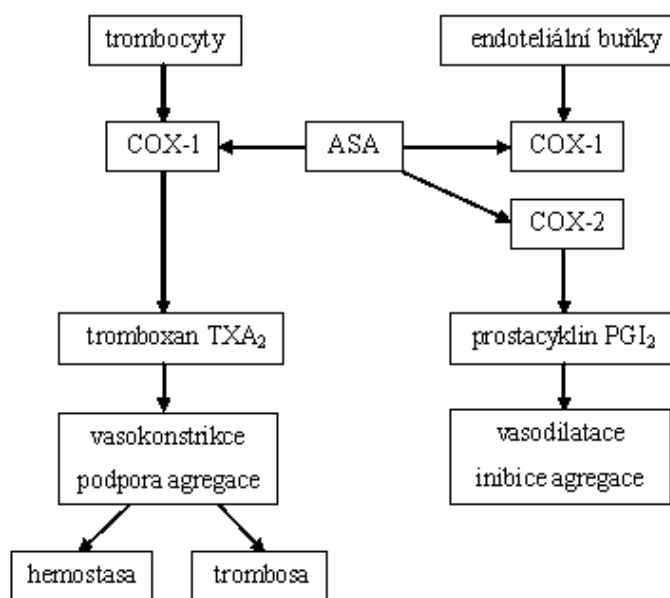 trombocyty
endoteliální buňky
COX-1
ASA
COX-1
COX-2
tromboxan TXA₂
prostacyklin PGI₂
vasokonstrikce
podpora agregace
vasodilatace
inibice agregace
hemostasa
trombosa